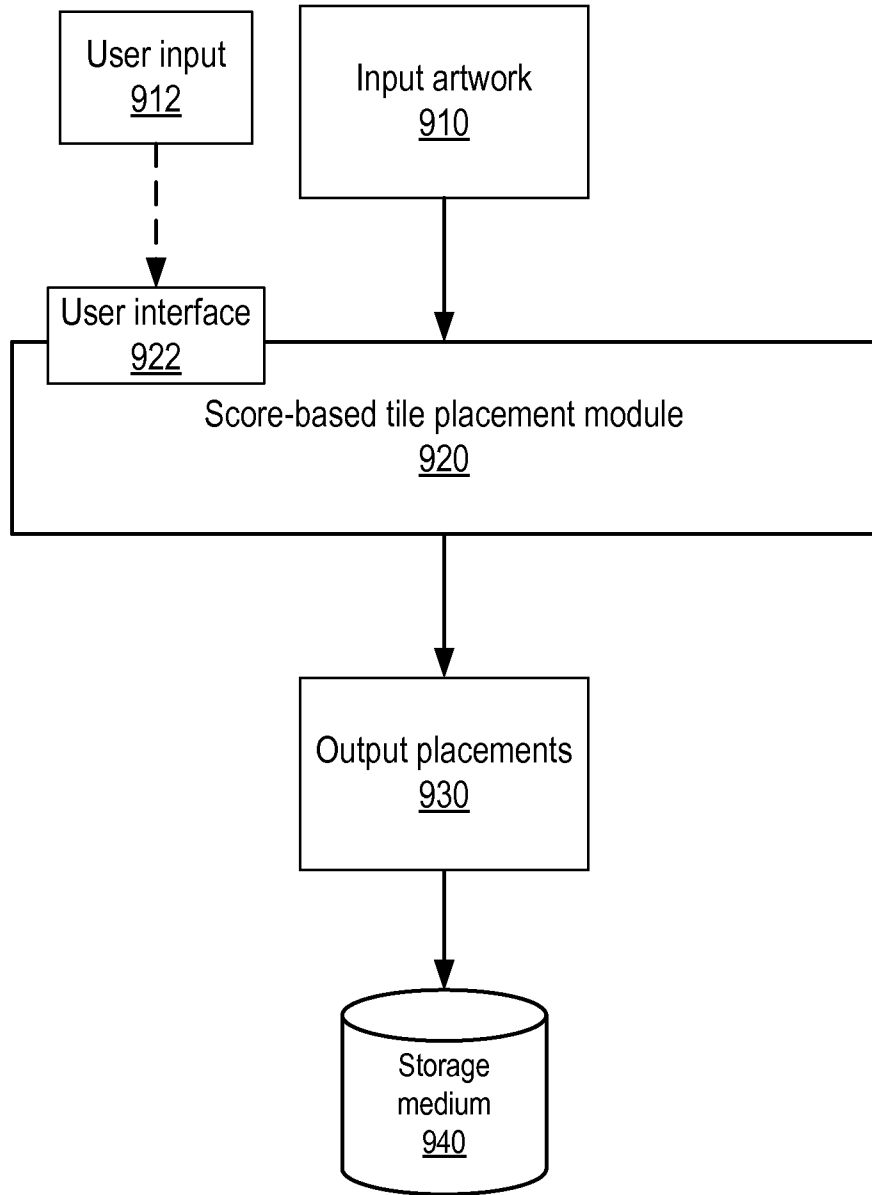 User input
912
Input artwork
910
User interface
922
Score-based tile placement module
920
Output placements
930
Storage
medium
940